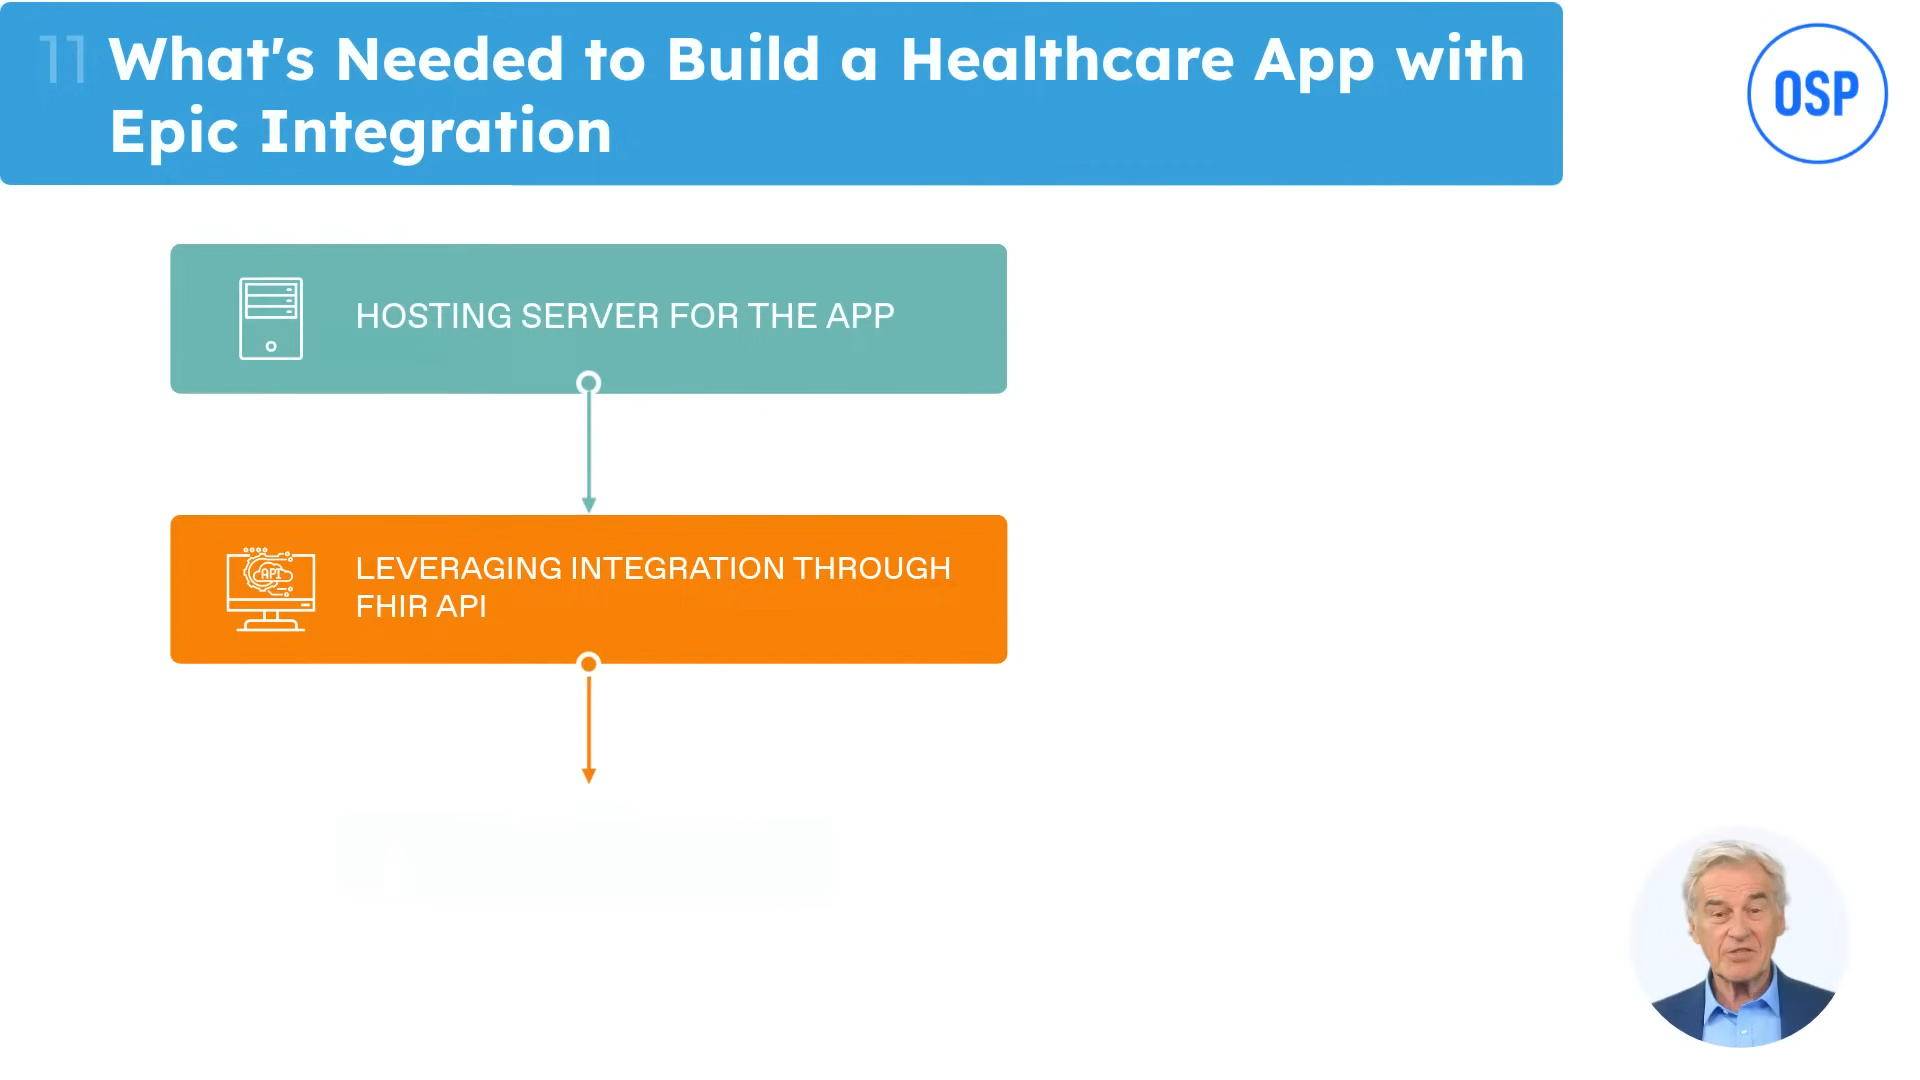 11 What's Needed to Build a Healthcare App with
Epic Integration
OSP
HOSTING SERVER FOR THE APP
API
LEVERAGING INTEGRATION THROUGH
FHIR API